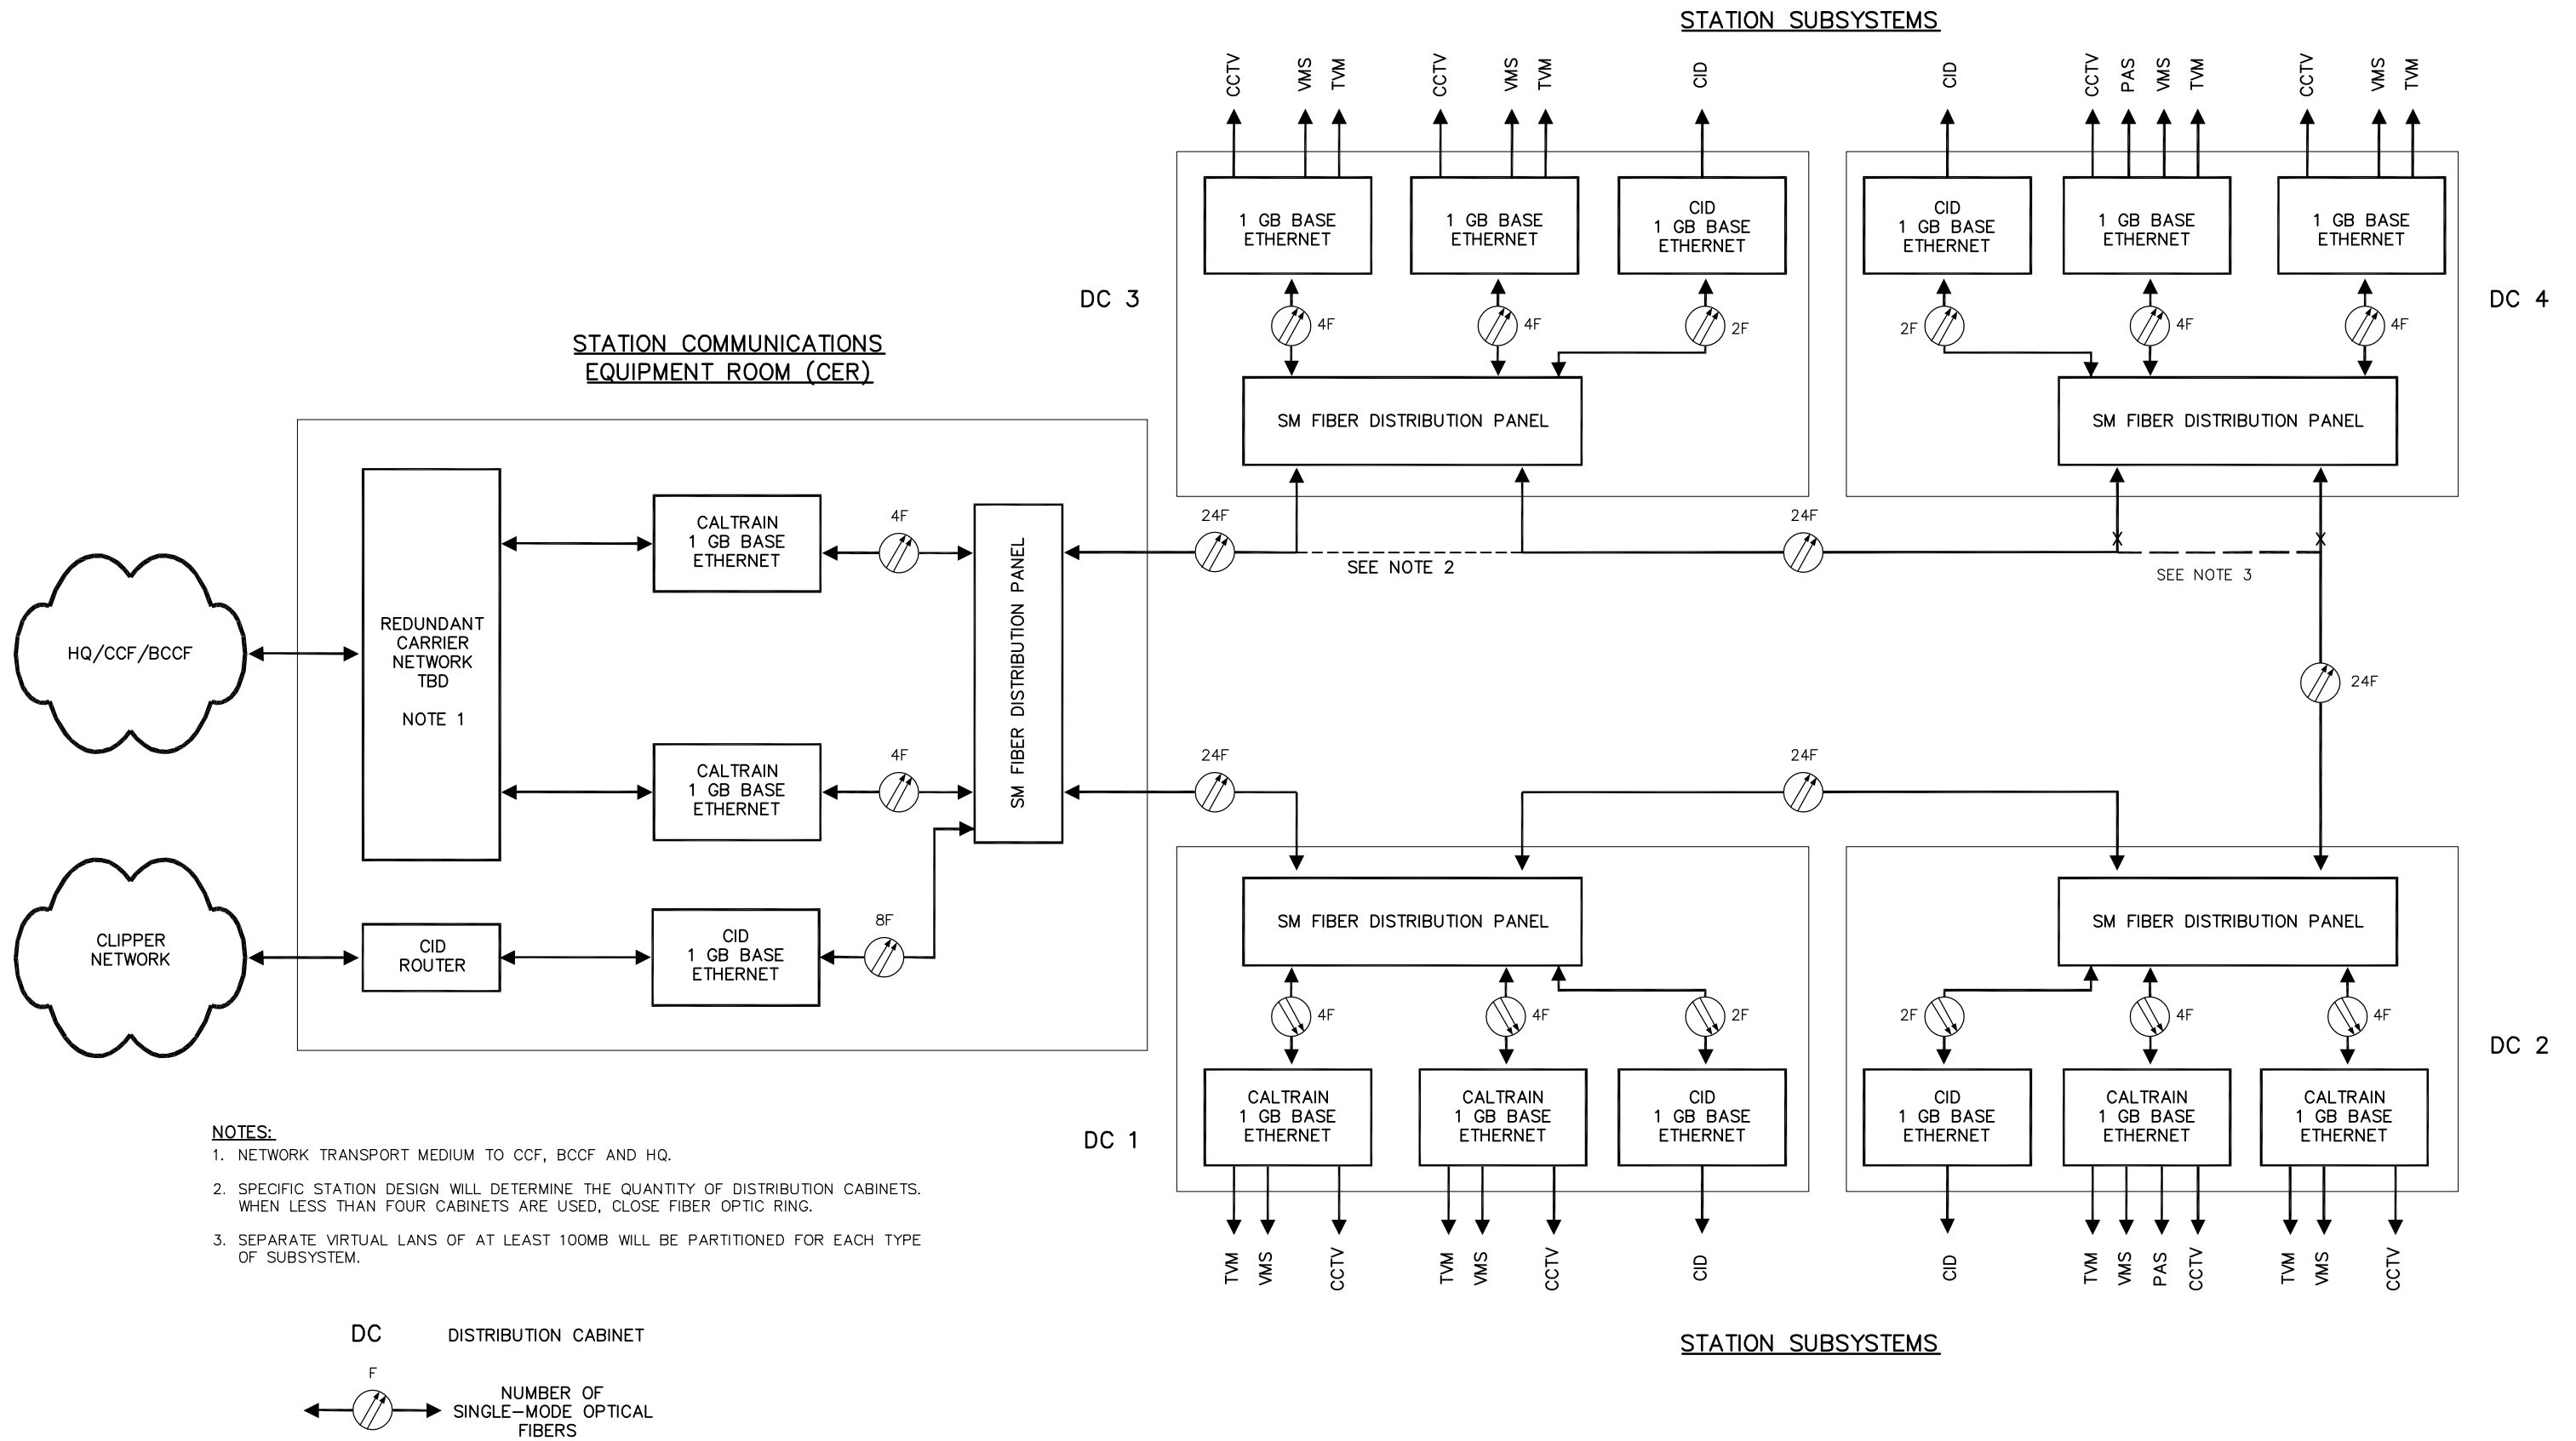 STATION SUBSYSTEMS
CCTV
VMS
TVM
CCTV
VMS
TVM
CID
CID
CCTV
PAS
VMS
TVM
CCTV
VMS
TVM
1 GB BASE
ETHERNET
1 GB BASE
ETHERNET
CID
1 GB BASE
ETHERNET
CID
1 GB BASE
ETHERNET
1 GB BASE
ETHERNET
1 GB BASE
ETHERNET
DC 3
DC 4
4F
4F
2F
2F
4F
4F
SM FIBER DISTRIBUTION PANEL
SM FIBER DISTRIBUTION PANEL
STATION COMMUNICATIONS
EQUIPMENT ROOM (CER)
HQ/CCF/BCCF
REDUNDANT
CARRIER
NETWORK
TBD
NOTE 1
CALTRAIN
1 GB BASE
ETHERNET
4F
SM FIBER DISTRIBUTION PANEL
24F
SEE NOTE 2
24F
SEE NOTE 3
24F
CALTRAIN
1 GB BASE
ETHERNET
4F
24F
24F
CLIPPER
NETWORK
CID
ROUTER
CID
1 GB BASE
ETHERNET
8F
SM FIBER DISTRIBUTION PANEL
SM FIBER DISTRIBUTION PANEL
4F
4F
2F
2F
4F
4F
DC 1
DC 2
CALTRAIN
1 GB BASE
ETHERNET
CALTRAIN
1 GB BASE
ETHERNET
CID
1 GB BASE
ETHERNET
CID
1 GB BASE
ETHERNET
CALTRAIN
1 GB BASE
ETHERNET
CALTRAIN
1 GB BASE
ETHERNET
TVM
VMS
CCTV
TVM
VMS
CCTV
CID
CID
TVM
VMS
PAS
CCTV
TVM
VMS
CCTV
STATION SUBSYSTEMS
NOTES:
1. NETWORK TRANSPORT MEDIUM TO CCF, BCCF AND HQ.
2. SPECIFIC STATION DESIGN WILL DETERMINE THE QUANTITY OF DISTRIBUTION CABINETS.
WHEN LESS THAN FOUR CABINETS ARE USED, CLOSE FIBER OPTIC RING.
3. SEPARATE VIRTUAL LANS OF AT LEAST 100MB WILL BE PARTITIONED FOR EACH TYPE
OF SUBSYSTEM.
DC DISTRIBUTION CABINET
F
NUMBER OF
SINGLE-MODE OPTICAL
FIBERS